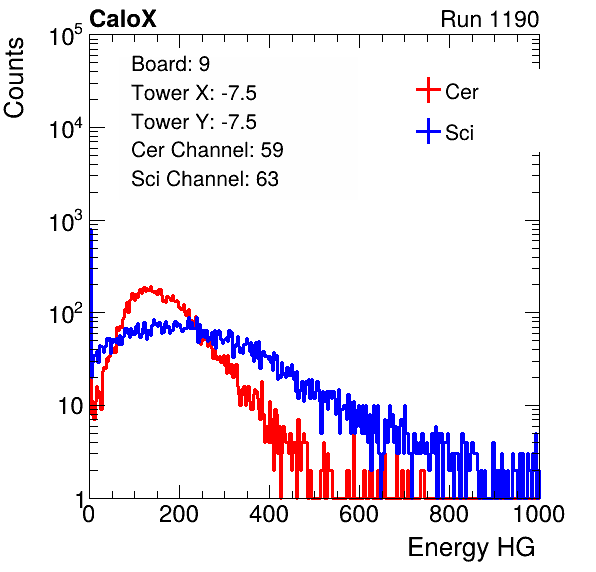 CaloX Run 1190
Counts
Board: 9
Tower X: -7.5
Tower Y: -7.5
Cer Channel: 59
Sci Channel: 63
Cer
Sci
10^5
10^4
10^3
10^2
10
1
0 200 400 600 800 1000
Energy HG